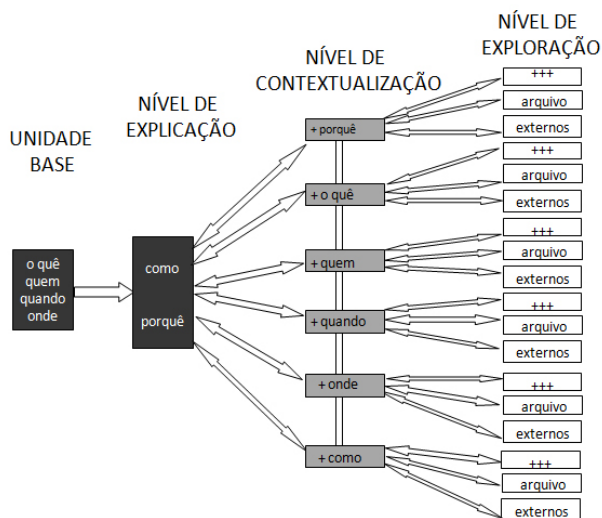 UNIDADE
BASE
o quê
quem
quando
onde
NÍVEL DE
EXPLICAÇÃO
como
porquê
NÍVEL DE
CONTEXTUALIZAÇÃO
+ porquê
+ o quê
+ quem
+ quando
+ onde
+ como
NÍVEL DE
EXPLORAÇÃO
+++
arquivo
externos
+++
arquivo
externos
+++
arquivo
externos
+++
arquivo
externos
+++
arquivo
externos
+++
arquivo
externos